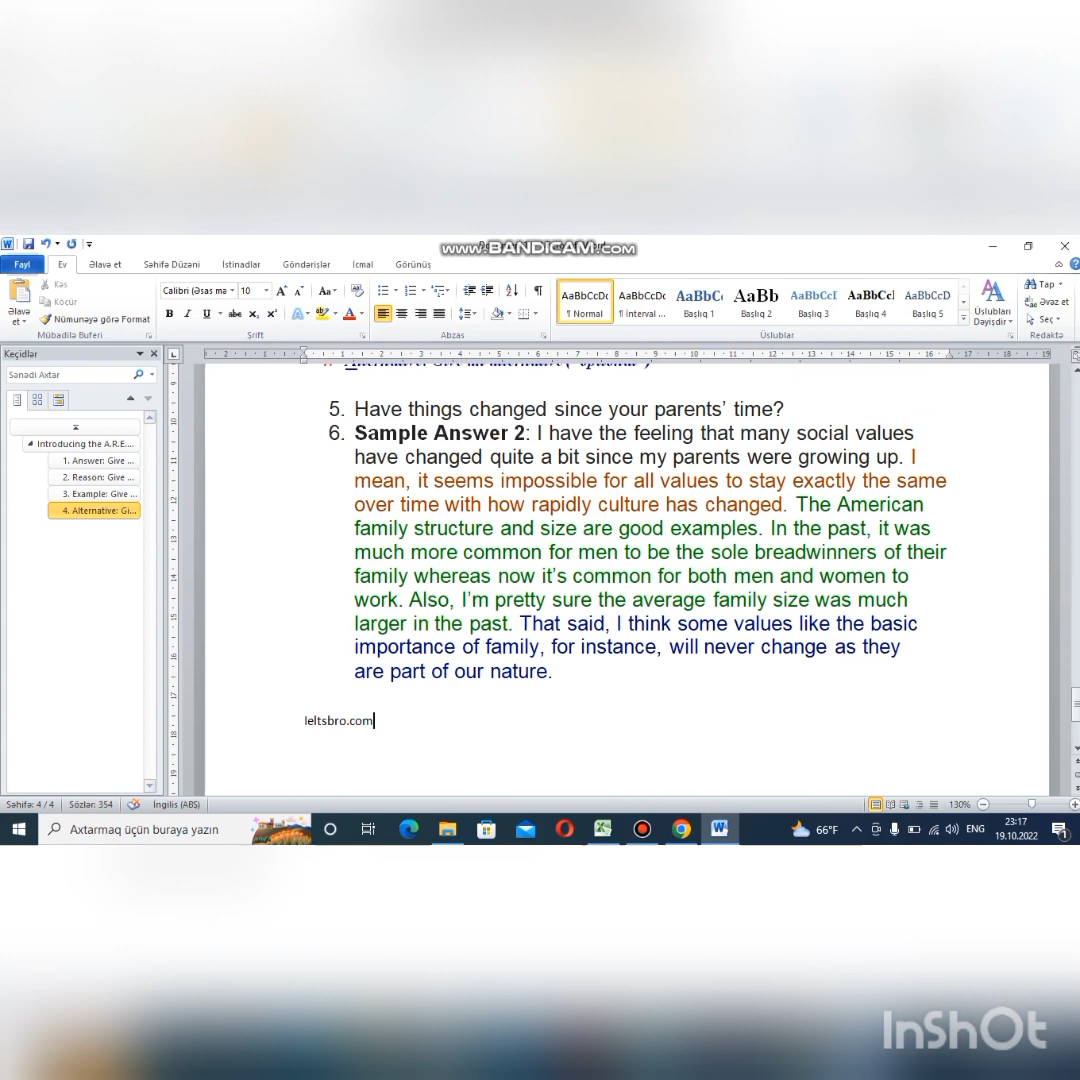 www.BANDICAM.com
Fayl Ev Əlavə et Səhifə Düzəni İstinadlar Göndərişlər İcmal Görünüş
Əlavə et
Kəs
Köçür
Nümunəyə görə Format
Mübadilə Buferi
Calibri (Əsas mə 10
Şrift
Abzas
AaBbCcDc AaBbCcDc AaBbC AaBb AaBbCcI AaBbCcl AaBbCcD
¶ Normal ¶ İnterval ... Başlıq 1 Başlıq 2 Başlıq 3 Başlıq 4 Başlıq 5
Üslublar
Üslubları Dəyişdir
Tap
Əvəz et
Seç
Redaktə
Keçidlər
Sənədi Axtar
Introducing the A.R.E....
1. Answer: Give ...
2. Reason: Give ...
3. Example: Give ...
4. Alternative: Gi...
5. Have things changed since your parents’ time?
6. Sample Answer 2: I have the feeling that many social values
have changed quite a bit since my parents were growing up. I
mean, it seems impossible for all values to stay exactly the same
over time with how rapidly culture has changed. The American
family structure and size are good examples. In the past, it was
much more common for men to be the sole breadwinners of their
family whereas now it’s common for both men and women to
work. Also, I’m pretty sure the average family size was much
larger in the past. That said, I think some values like the basic
importance of family, for instance, will never change as they
are part of our nature.
Ieltsbro.com
Səhifə: 4 / 4 Sözlər: 354 İngilis (ABŞ) 130%
Axtarmaq üçün buraya yazın
66°F ENG 23:17
19.10.2022
InShOt